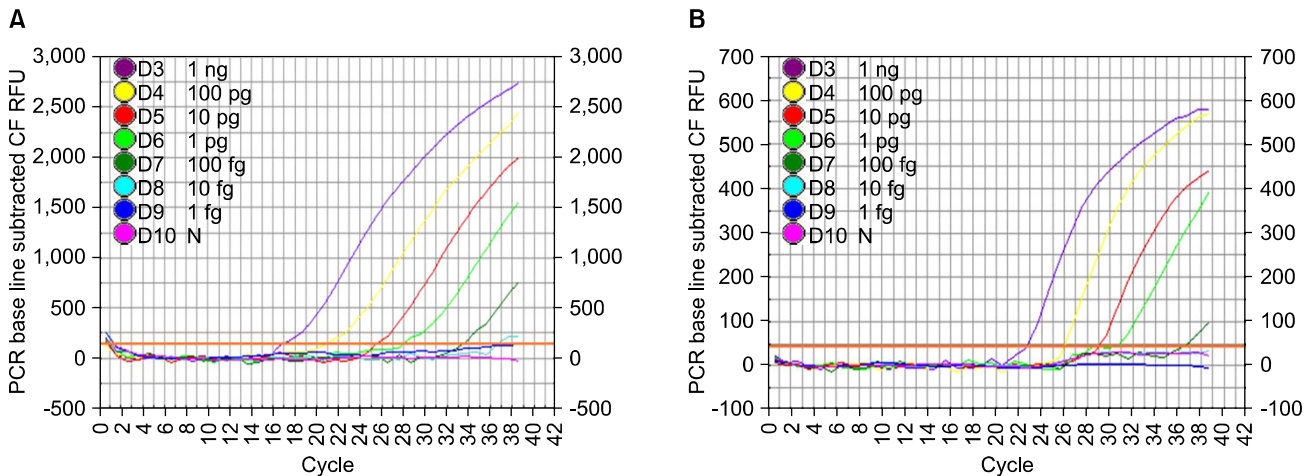 A
PCR base line subtracted CF RFU
3,000
2,500
2,000
1,500
1,000
500
0
-500
D3 1 ng
D4 100 pg
D5 10 pg
D6 1 pg
D7 100 fg
D8 10 fg
D9 1 fg
D10 N
3,000
2,500
2,000
1,500
1,000
500
0
-500
0 2 4 6 8 10 12 14 16 18 20 22 24 26 28 30 32 34 36 38 40 42
Cycle
B
PCR base line subtracted CF RFU
700
600
500
400
300
200
100
0
-100
D3 1 ng
D4 100 pg
D5 10 pg
D6 1 pg
D7 100 fg
D8 10 fg
D9 1 fg
D10 N
700
600
500
400
300
200
100
0
-100
0 2 4 6 8 10 12 14 16 18 20 22 24 26 28 30 32 34 36 38 40 42
Cycle